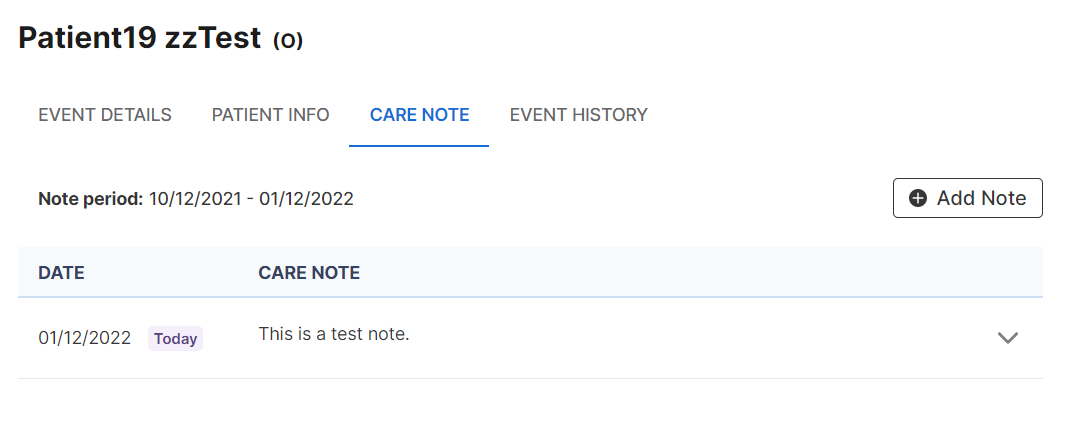 Patient19 zzTest (O)
EVENT DETAILS PATIENT INFO CARE NOTE EVENT HISTORY
Note period: 10/12/2021 - 01/12/2022 Add Note
DATE CARE NOTE
01/12/2022 Today This is a test note.